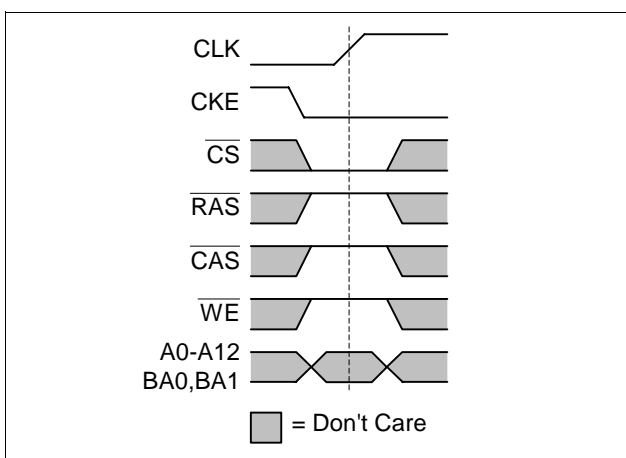 CLK
CKE
CS
RAS
CAS
WE
A0-A12
BA0,BA1
= Don't Care